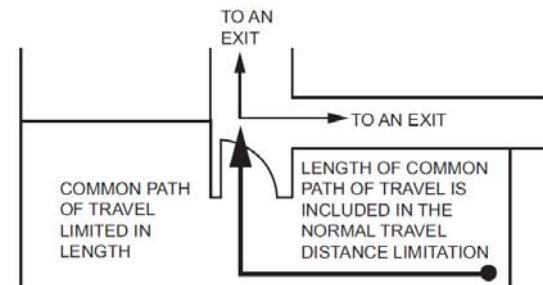 TO AN
EXIT
TO AN EXIT
COMMON PATH
OF TRAVEL
LIMITED IN
LENGTH
LENGTH OF COMMON
PATH OF TRAVEL IS
INCLUDED IN THE
NORMAL TRAVEL
DISTANCE LIMITATION